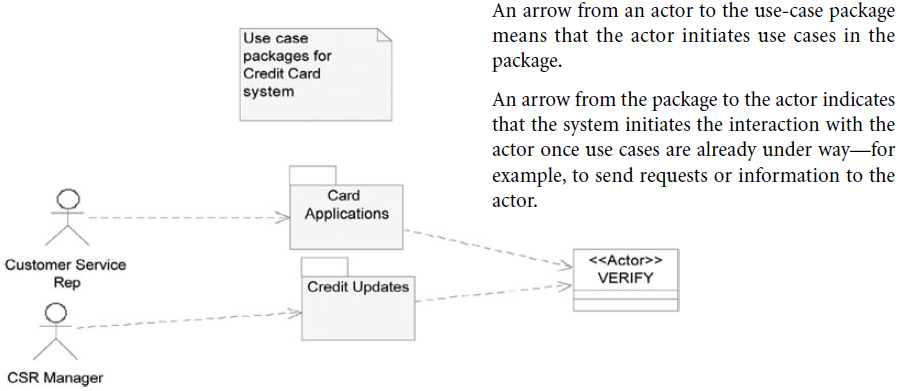 An arrow from an actor to the use-case package
means that the actor initiates use cases in the
package.
An arrow from the package to the actor indicates
that the system initiates the interaction with the
actor once use cases are already under way—for
example, to send requests or information to the
actor.
Use case
packages for
Credit Card
system
Card
Applications
Customer Service
Rep
<<Actor>>
VERIFY
Credit Updates
CSR Manager